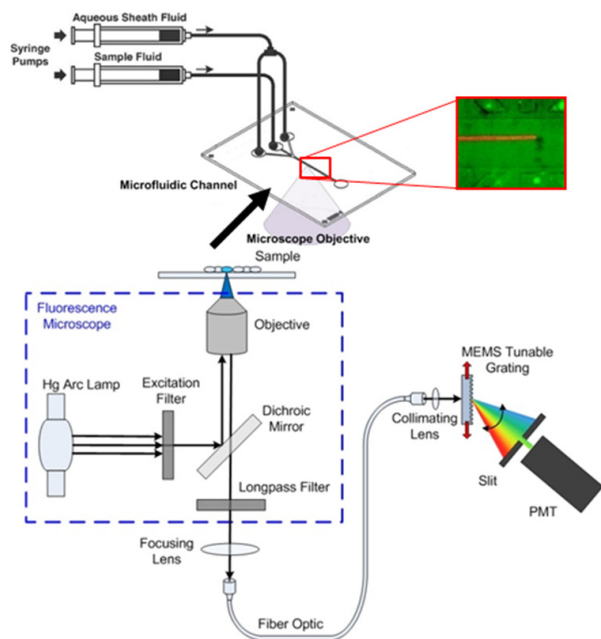 Aqueous Sheath Fluid
Syringe
Pumps
Sample Fluid
Microfluidic Channel
Microscope Objective
Sample
Fluorescence
Microscope
Objective
Hg Arc Lamp
Excitation
Filter
Dichroic
Mirror
Longpass Filter
Focusing
Lens
Fiber Optic
MEMS Tunable
Grating
Collimating
Lens
Slit
PMT